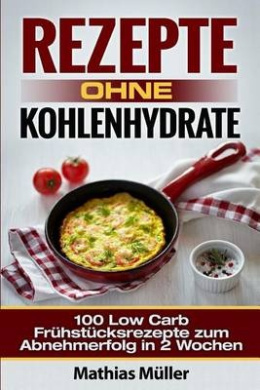 REZEPTE
OHNE
KOHLENHYDRATE
100 Low Carb
Frühstücksrezepte zum
Abnehmerfolg in 2 Wochen
Mathias Müller